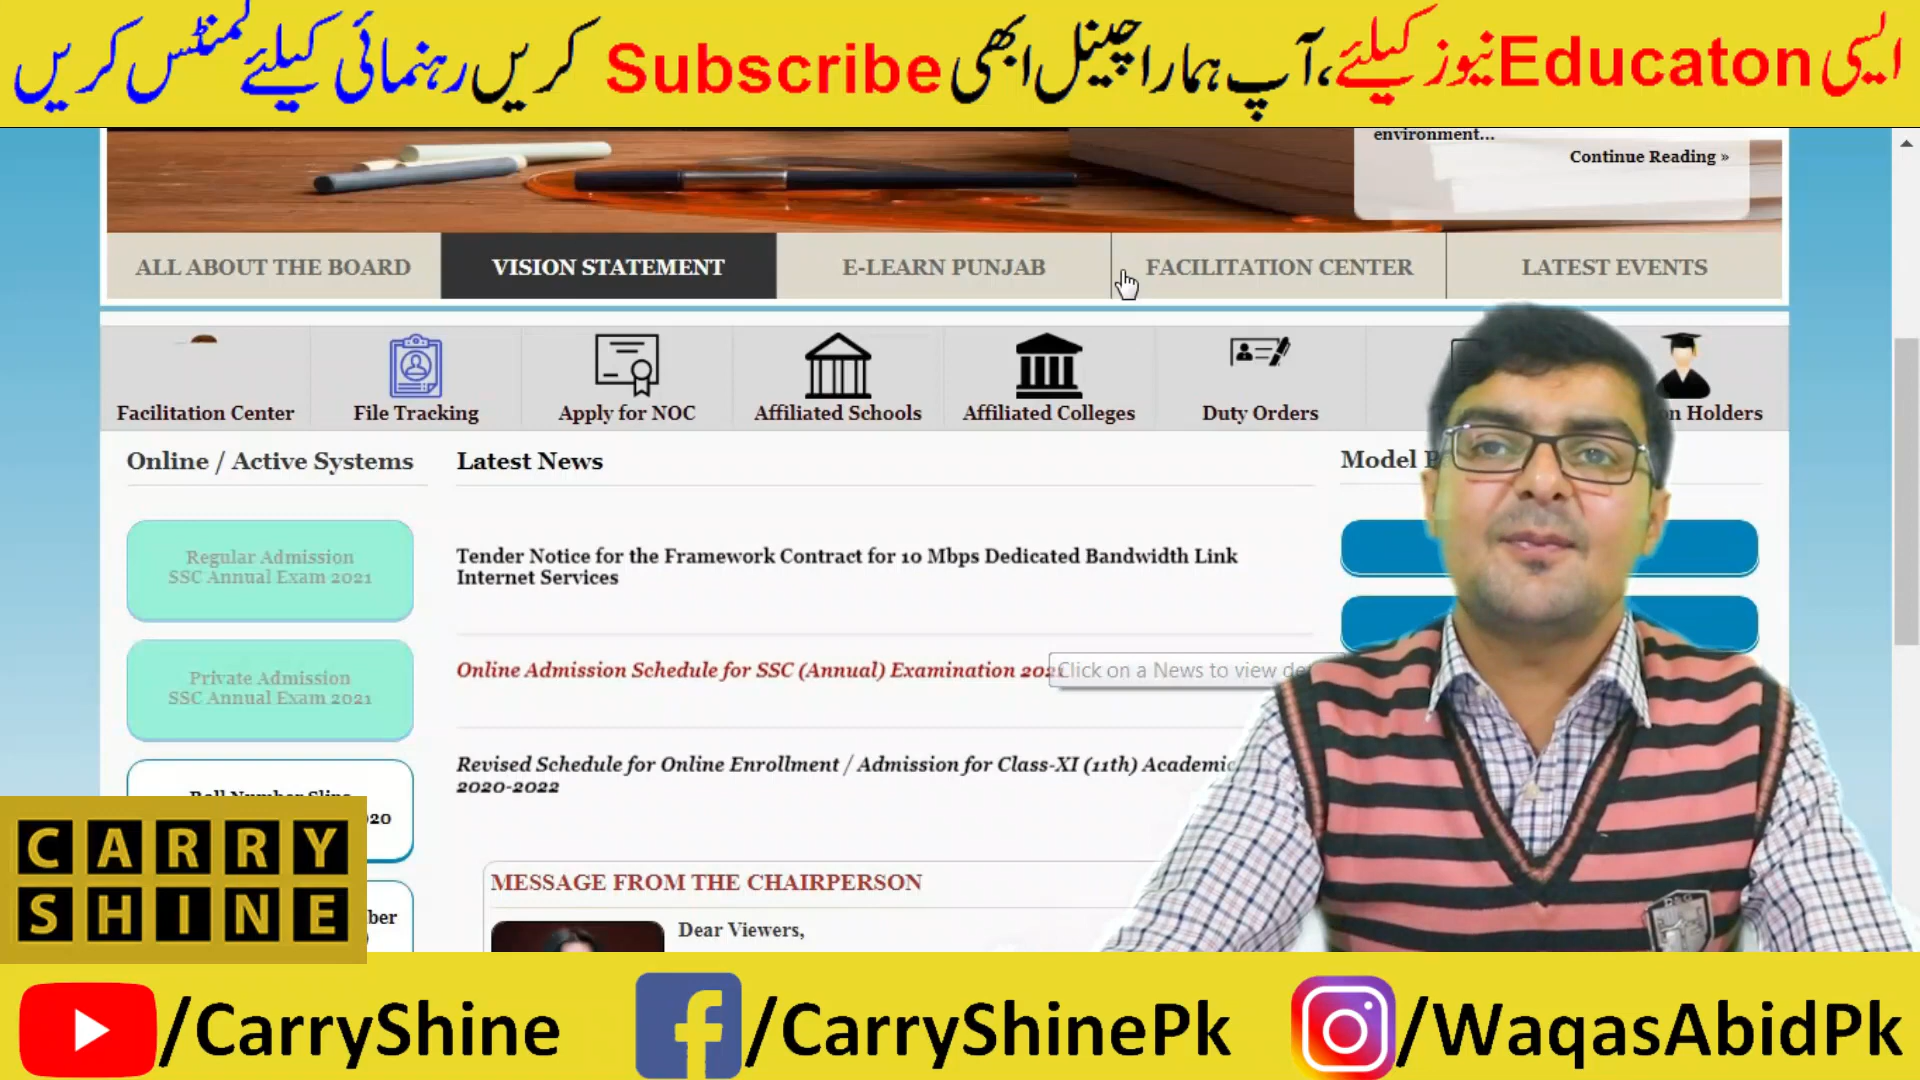 ایسی Educaton نیوز کیلئے، آپ ہمارا چینل ابھی Subscribe کریں رہنمائی کیلئے کمنٹس کریں
environment...
Continue Reading »
ALL ABOUT THE BOARD
VISION STATEMENT
E-LEARN PUNJAB
FACILITATION CENTER
LATEST EVENTS
Facilitation Center
File Tracking
Apply for NOC
Affiliated Schools
Affiliated Colleges
Duty Orders
Holders
Online / Active Systems
Regular Admission
SSC Annual Exam 2021
Private Admission
SSC Annual Exam 2021
Roll Number Slips
Latest News
Tender Notice for the Framework Contract for 10 Mbps Dedicated Bandwidth Link
Internet Services
Online Admission Schedule for SSC (Annual) Examination 2021
Click on a News to view
Revised Schedule for Online Enrollment / Admission for Class-XI (11th) Academic
2020-2022
MESSAGE FROM THE CHAIRPERSON
Dear Viewers,
Model
CARRY
SHINE
/CarryShine
/CarryShinePk
/WaqasAbidPk